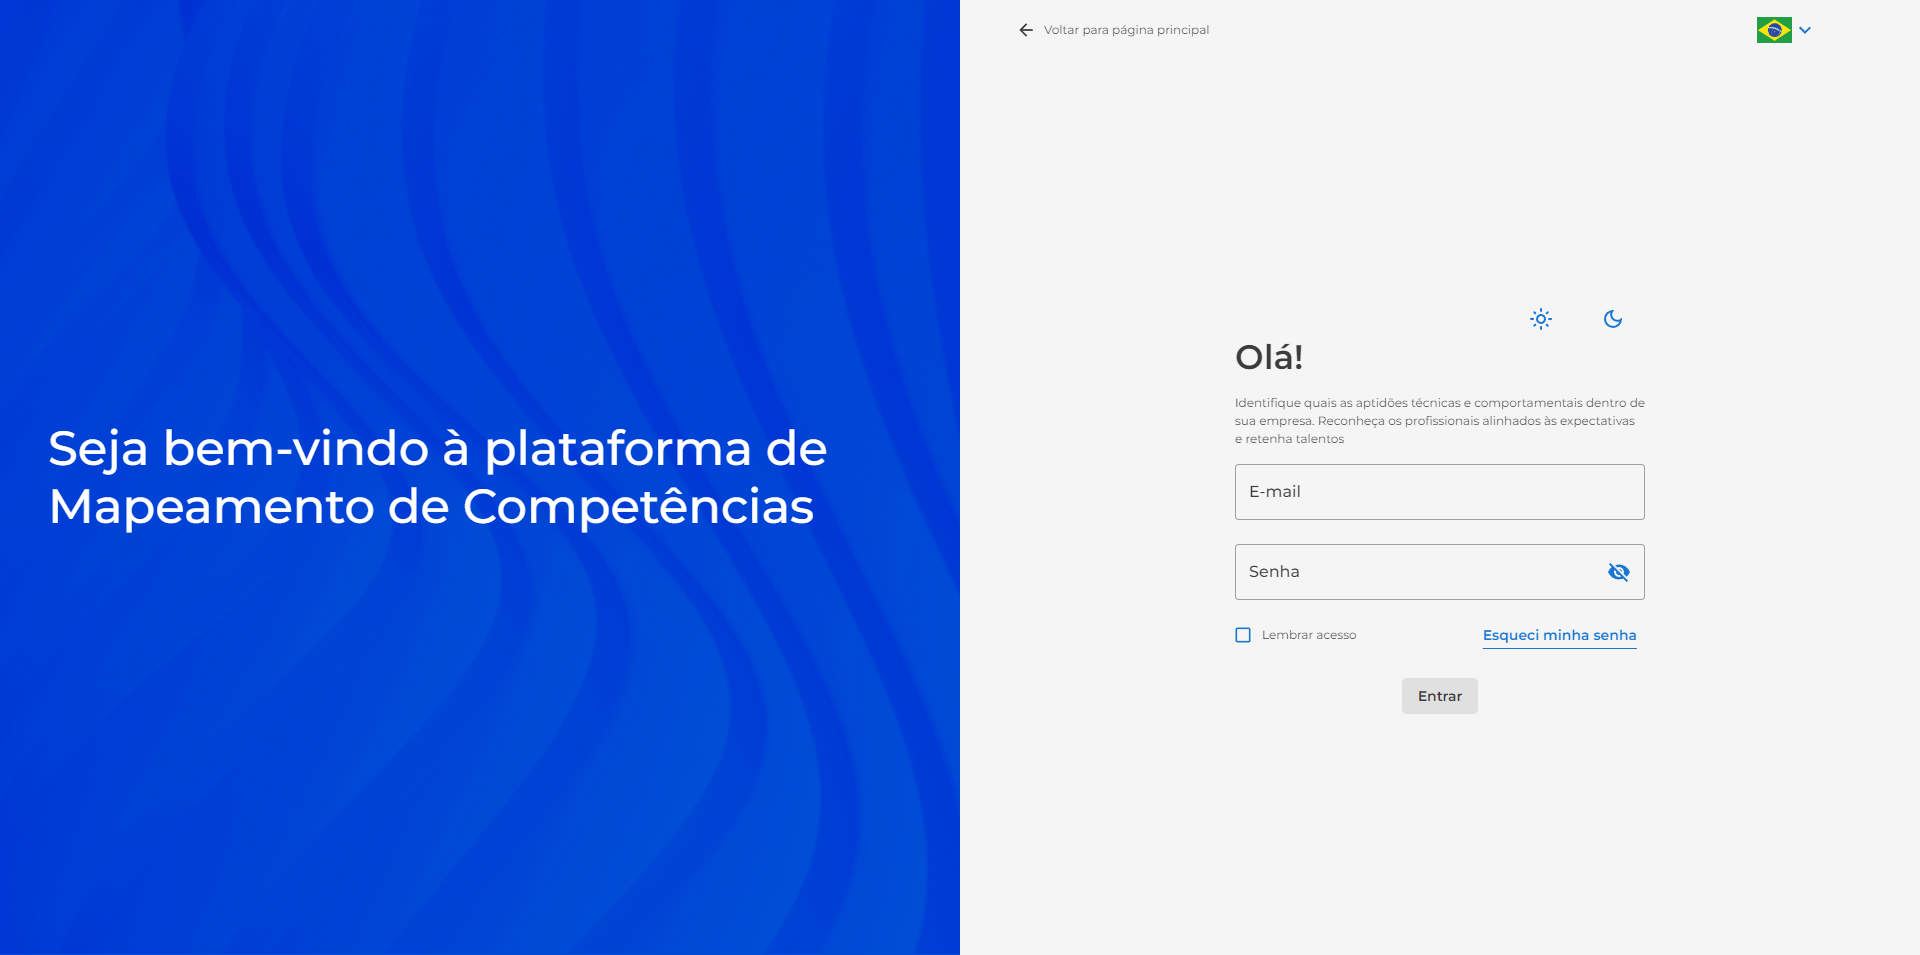 Voltar para página principal
Seja bem-vindo à plataforma de
Mapeamento de Competências
Olá!
Identifique quais as aptidões técnicas e comportamentais dentro de
sua empresa. Reconheça os profissionais alinhados às expectativas
e retenha talentos
E-mail
Senha
Lembrar acesso
Esqueci minha senha
Entrar